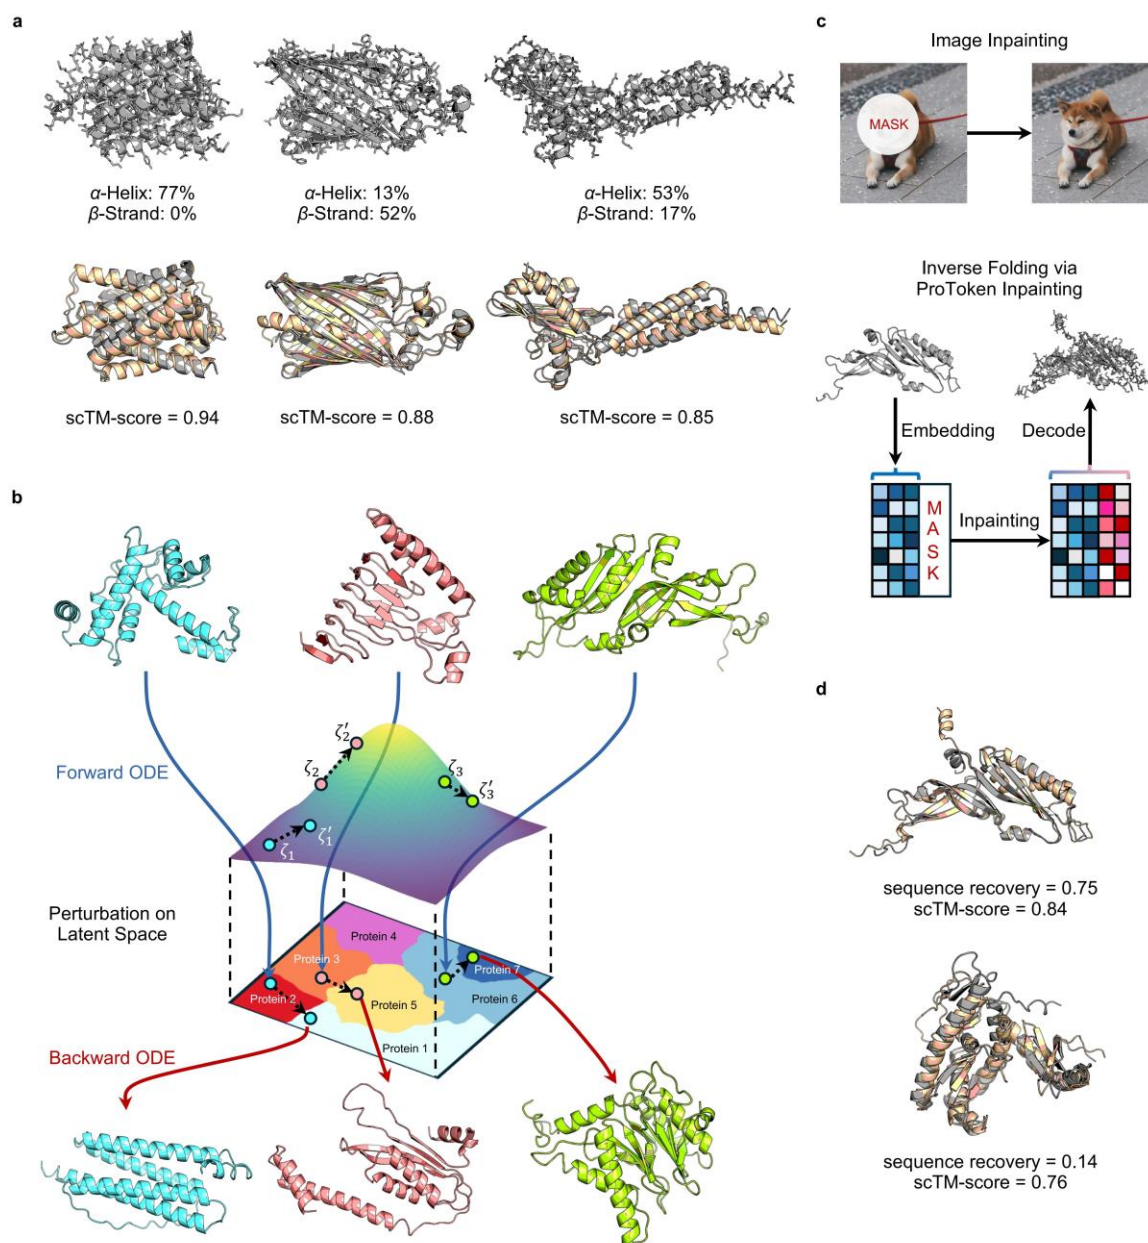 a
α-Helix: 77%
β-Strand: 0%
α-Helix: 13%
β-Strand: 52%
α-Helix: 53%
β-Strand: 17%
scTM-score = 0.94
scTM-score = 0.88
scTM-score = 0.85
b
Forward ODE
ζ₁
ζ′₁
ζ₂
ζ′₂
ζ₃
ζ′₃
Perturbation on
Latent Space
Protein 4
Protein 3
Protein 7
Protein 2
Protein 5
Protein 6
Protein 1
Backward ODE
c
Image Inpainting
MASK
Inverse Folding via
ProToken Inpainting
Embedding
Decode
M
A
S
K
Inpainting
d
sequence recovery = 0.75
scTM-score = 0.84
sequence recovery = 0.14
scTM-score = 0.76